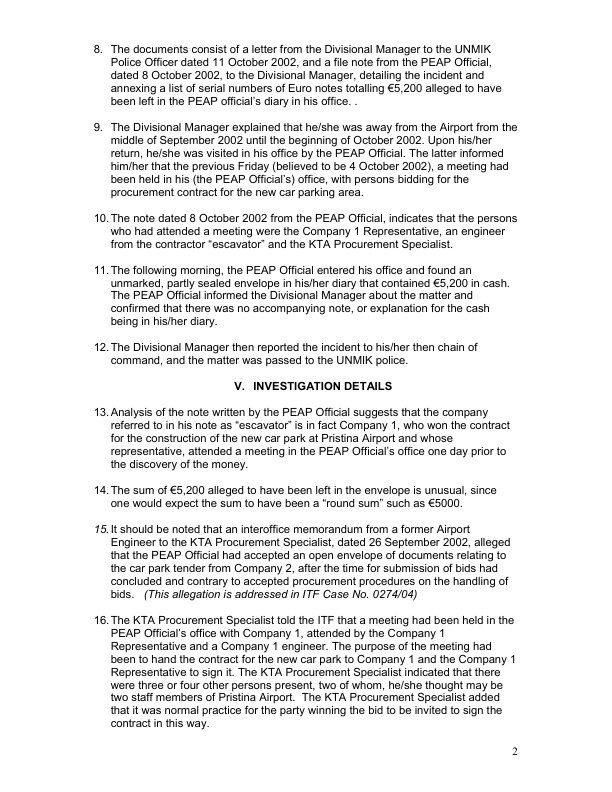 8. The documents consist of a letter from the Divisional Manager to the UNMIK
Police Officer dated 11 October 2002, and a file note from the PEAP Official,
dated 8 October 2002, to the Divisional Manager, detailing the incident and
annexing a list of serial numbers of Euro notes totalling €5,200 alleged to have
been left in the PEAP official's diary in his office. .
9. The Divisional Manager explained that he/she was away from the Airport from the
middle of September 2002 until the beginning of October 2002. Upon his/her
return, he/she was visited in his office by the PEAP Official. The latter informed
him/her that the previous Friday (believed to be 4 October 2002), a meeting had
been held in his (the PEAP Official's) office, with persons bidding for the
procurement contract for the new car parking area.
10. The note dated 8 October 2002 from the PEAP Official, indicates that the persons
who had attended a meeting were the Company 1 Representative, an engineer
from the contractor “escavator” and the KTA Procurement Specialist.
11. The following morning, the PEAP Official entered his office and found an
unmarked, partly sealed envelope in his/her diary that contained €5,200 in cash.
The PEAP Official informed the Divisional Manager about the matter and
confirmed that there was no accompanying note, or explanation for the cash
being in his/her diary.
12. The Divisional Manager then reported the incident to his/her then chain of
command, and the matter was passed to the UNMIK police.
V. INVESTIGATION DETAILS
13. Analysis of the note written by the PEAP Official suggests that the company
referred to in his note as “escavator” is in fact Company 1, who won the contract
for the construction of the new car park at Pristina Airport and whose
representative, attended a meeting in the PEAP Official's office one day prior to
the discovery of the money.
14. The sum of €5,200 alleged to have been left in the envelope is unusual, since
one would expect the sum to have been a “round sum” such as €5000.
15. It should be noted that an interoffice memorandum from a former Airport
Engineer to the KTA Procurement Specialist, dated 26 September 2002, alleged
that the PEAP Official had accepted an open envelope of documents relating to
the car park tender from Company 2, after the time for submission of bids had
concluded and contrary to accepted procurement procedures on the handling of
bids. (This allegation is addressed in ITF Case No. 0274/04)
16. The KTA Procurement Specialist told the ITF that a meeting had been held in the
PEAP Official's office with Company 1, attended by the Company 1
Representative and a Company 1 engineer. The purpose of the meeting had
been to hand the contract for the new car park to Company 1 and the Company 1
Representative to sign it. The KTA Procurement Specialist indicated that there
were three or four other persons present, two of whom, he/she thought may be
two staff members of Pristina Airport. The KTA Procurement Specialist added
that it was normal practice for the party winning the bid to be invited to sign the
contract in this way.
2